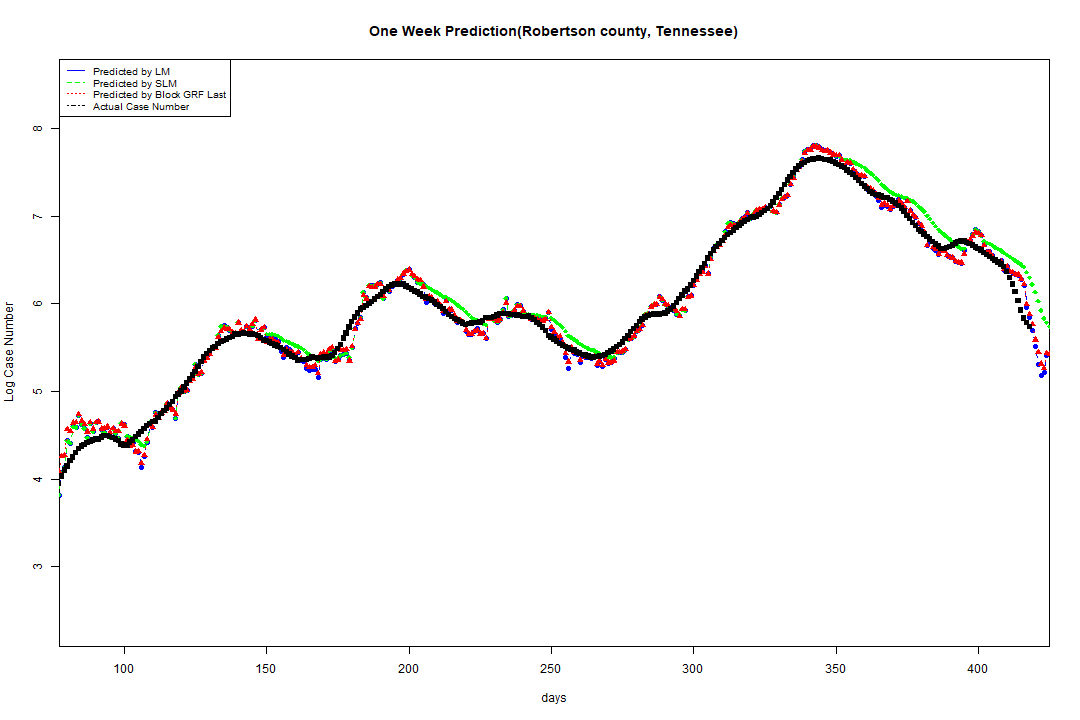 One Week Prediction(Robertson county, Tennessee)
Predicted by LM
Predicted by SLM
Predicted by Block GRF Last
Actual Case Number
8
7
6
5
4
3
Log Case Number
100 150 200 250 300 350 400
days